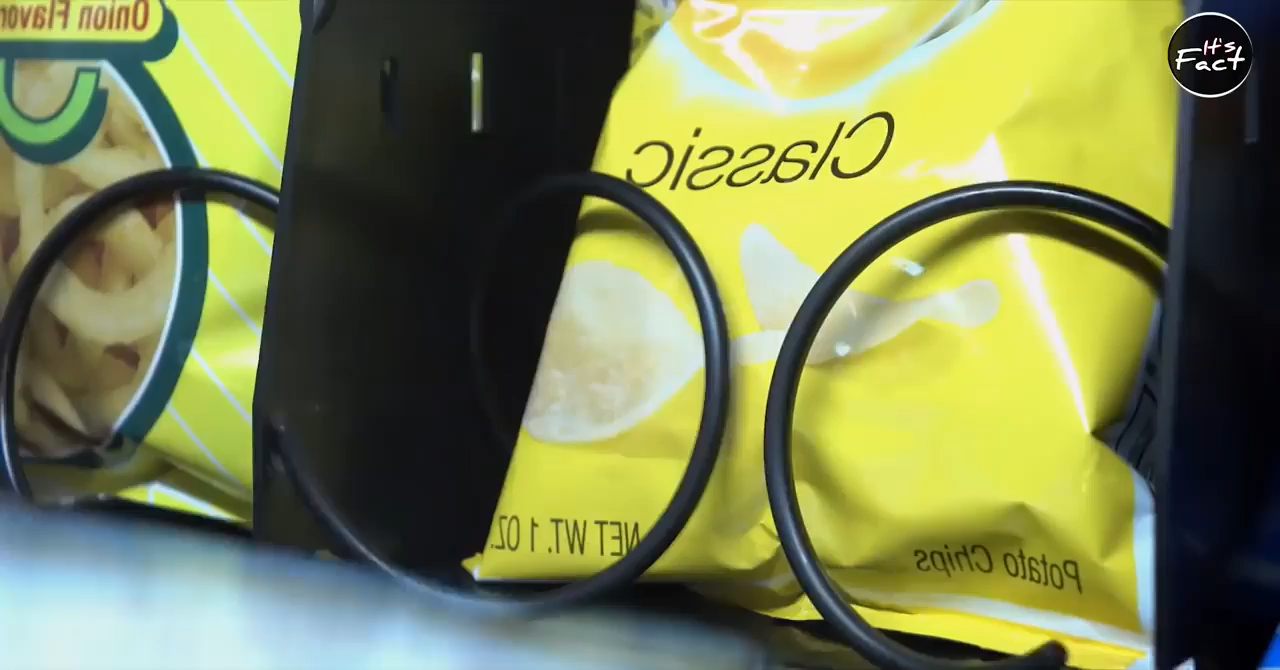 Onion Flavor
It's
Fact
Classic
NET WT. 1 OZ.
Potato Chips